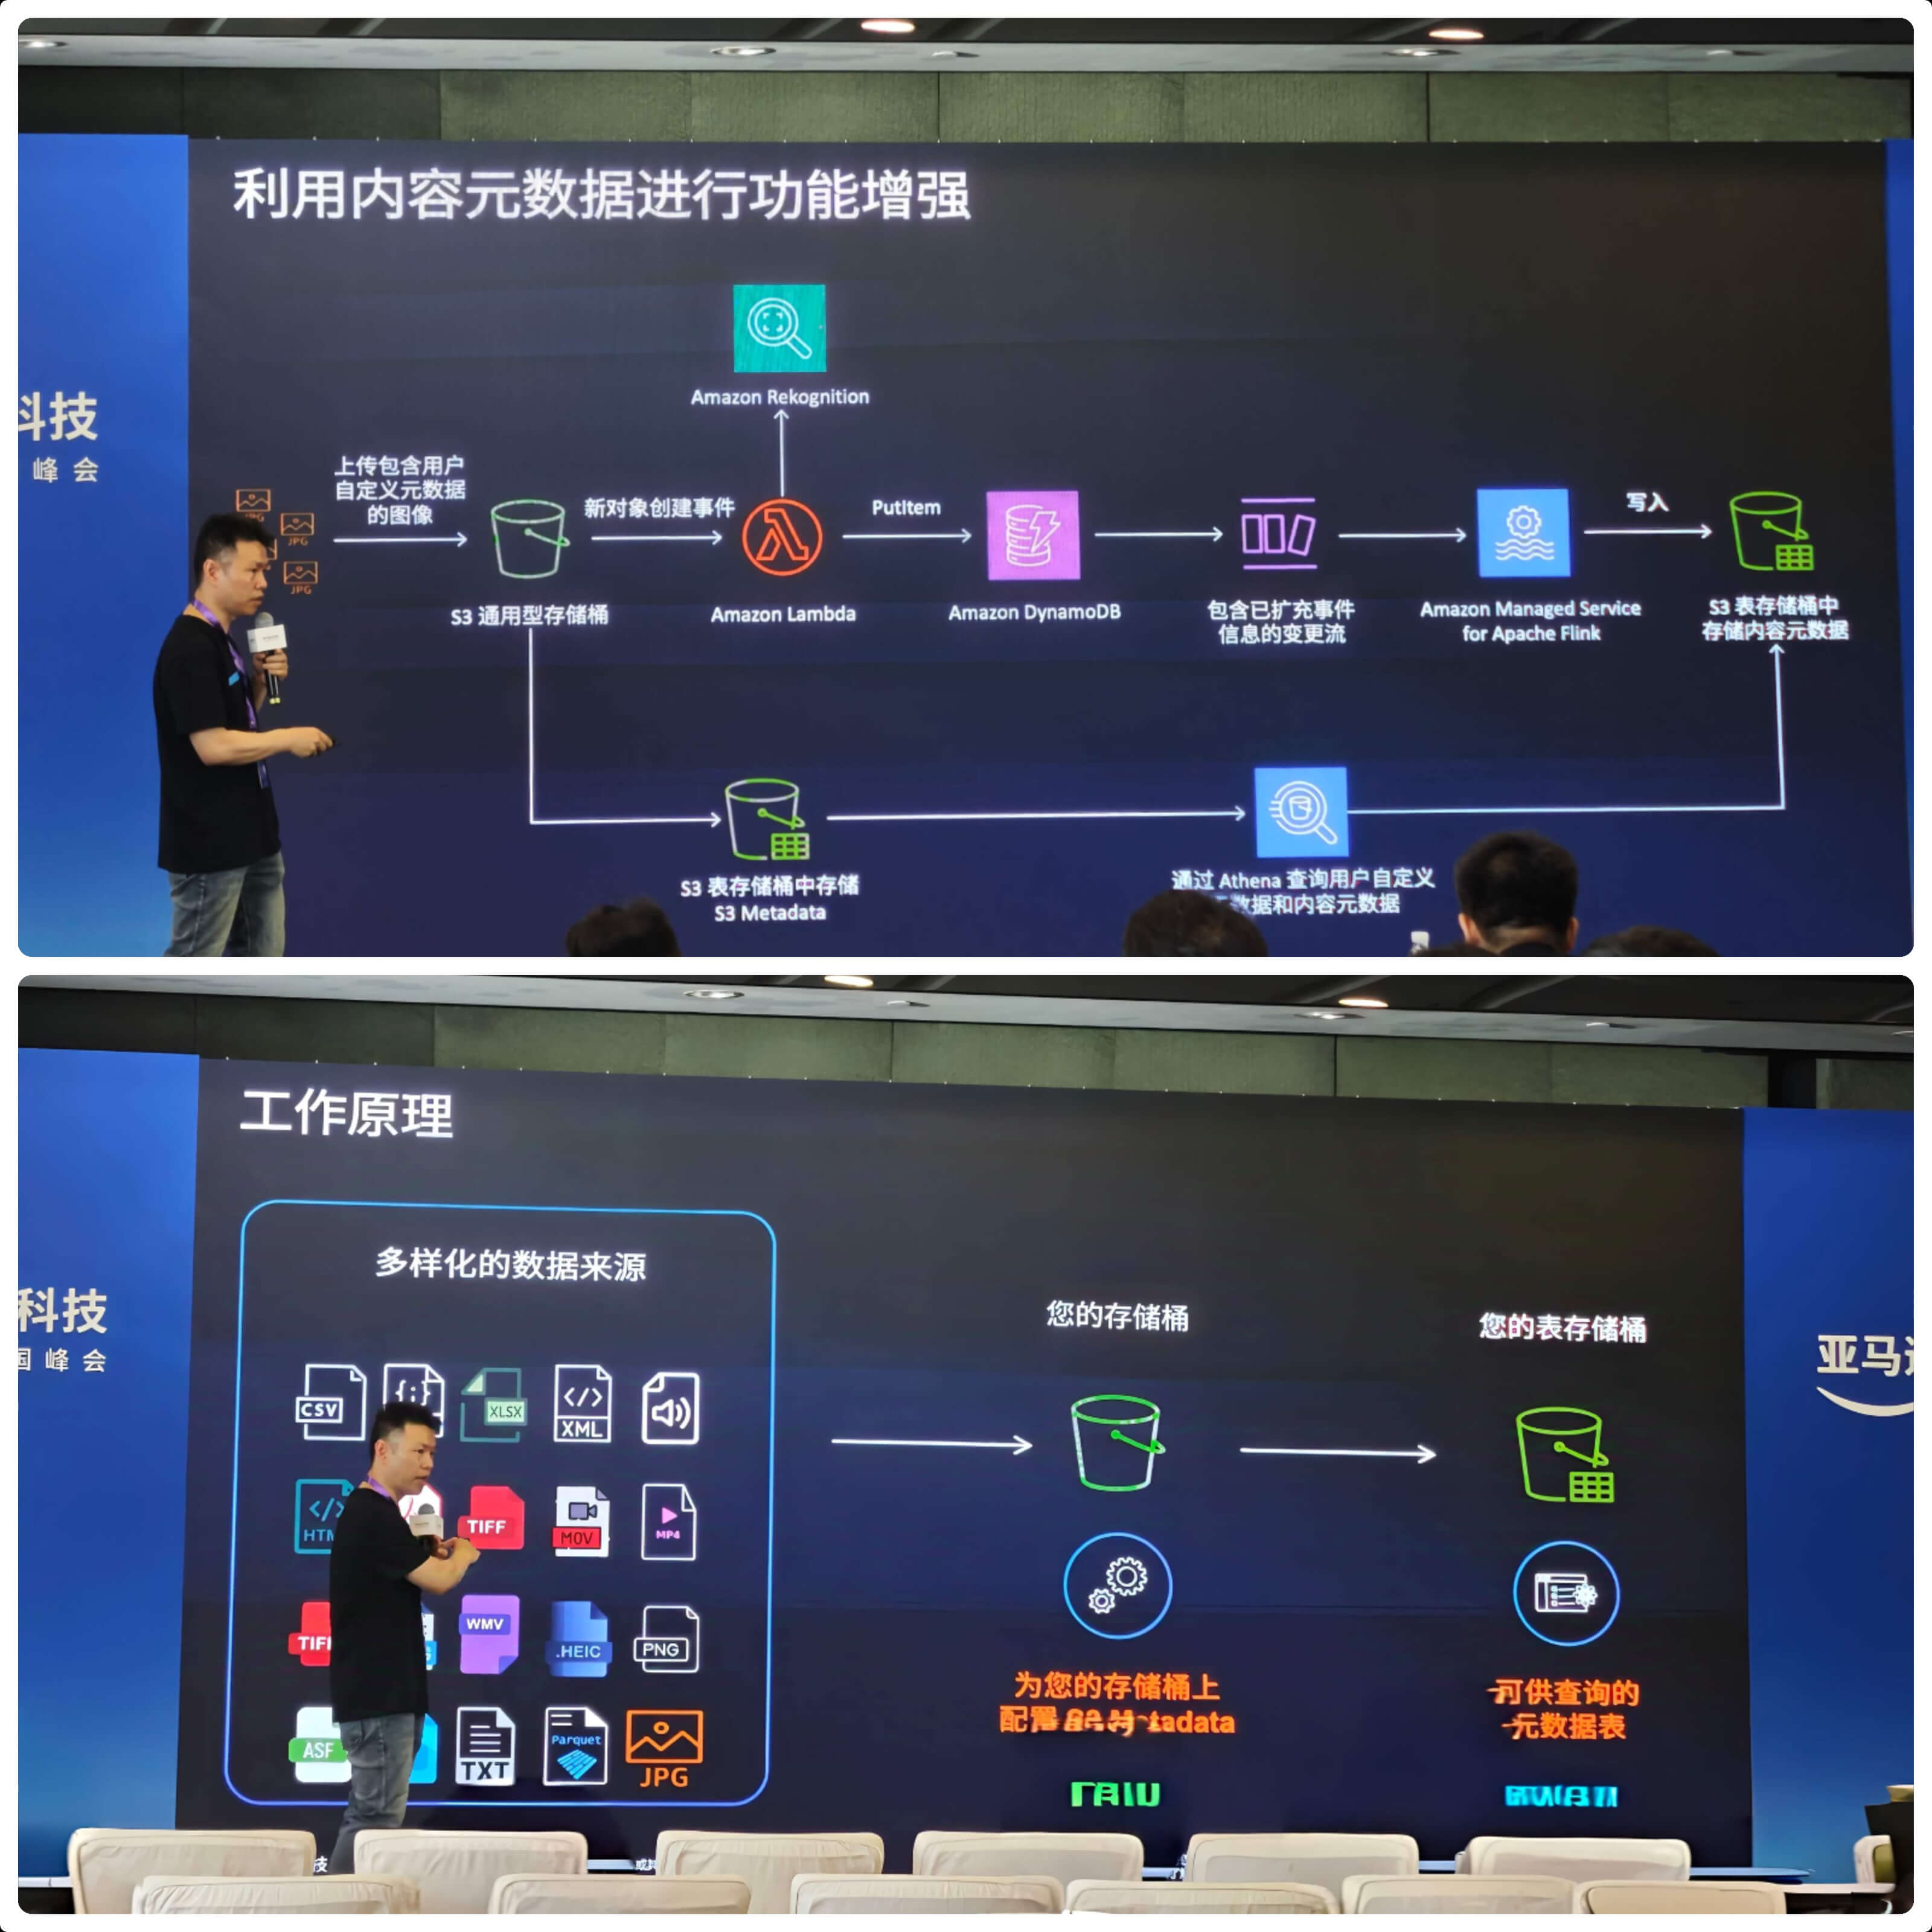 利用内容元数据进行功能增强
科技
峰会
Amazon Rekognition
上传包含用户
自定义元数据
的图像
新对象创建事件
PutItem
写入
JPG
JPG
S3 通用型存储桶
Amazon Lambda
Amazon DynamoDB
包含已扩充事件
信息的变更流
Amazon Managed Service
for Apache Flink
S3 表存储桶中
存储内容元数据
S3 表存储桶中存储
S3 Metadata
通过 Athena 查询用户自定义
数据和内容元数据
工作原理
科技
国峰会
亚马
多样化的数据来源
您的存储桶
您的表存储桶
CSV
{;}
XLSX
</>
XML
</>
HTM
TIFF
MOV
MP4
TIF
WMV
.HEIC
PNG
ASF
TXT
Parquet
JPG
为您的存储桶上
配置
tadata
可供查询的
元数据表
技